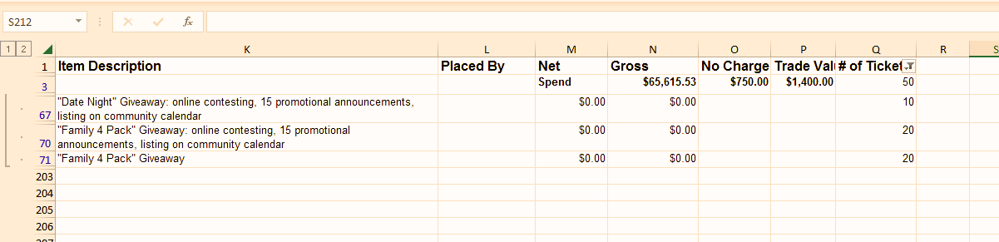 S212 fx
1 2
K L M N O P Q R S
1 Item Description Placed By Net Gross No Charge Trade Val # of Ticket
3 Spend $65,615.53 $750.00 $1,400.00 50
"Date Night" Giveaway: online contesting, 15 promotional announcements,
67 listing on community calendar $0.00 $0.00 10
"Family 4 Pack" Giveaway: online contesting, 15 promotional
70 announcements, listing on community calendar $0.00 $0.00 20
71 "Family 4 Pack" Giveaway $0.00 $0.00 20
203
204
205
206
207